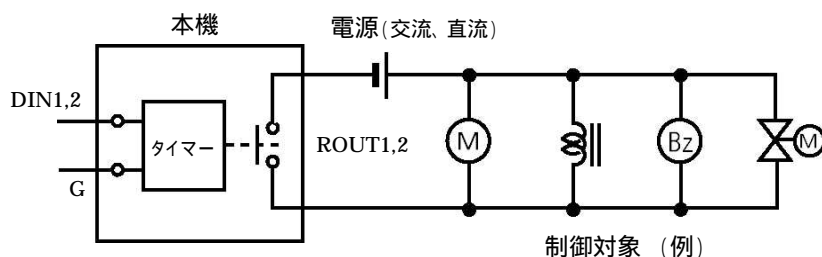 本機
電源(交流、直流)
DIN1,2
タイマー
ROUT1,2
M
Bz
M
G
制御対象 (例)